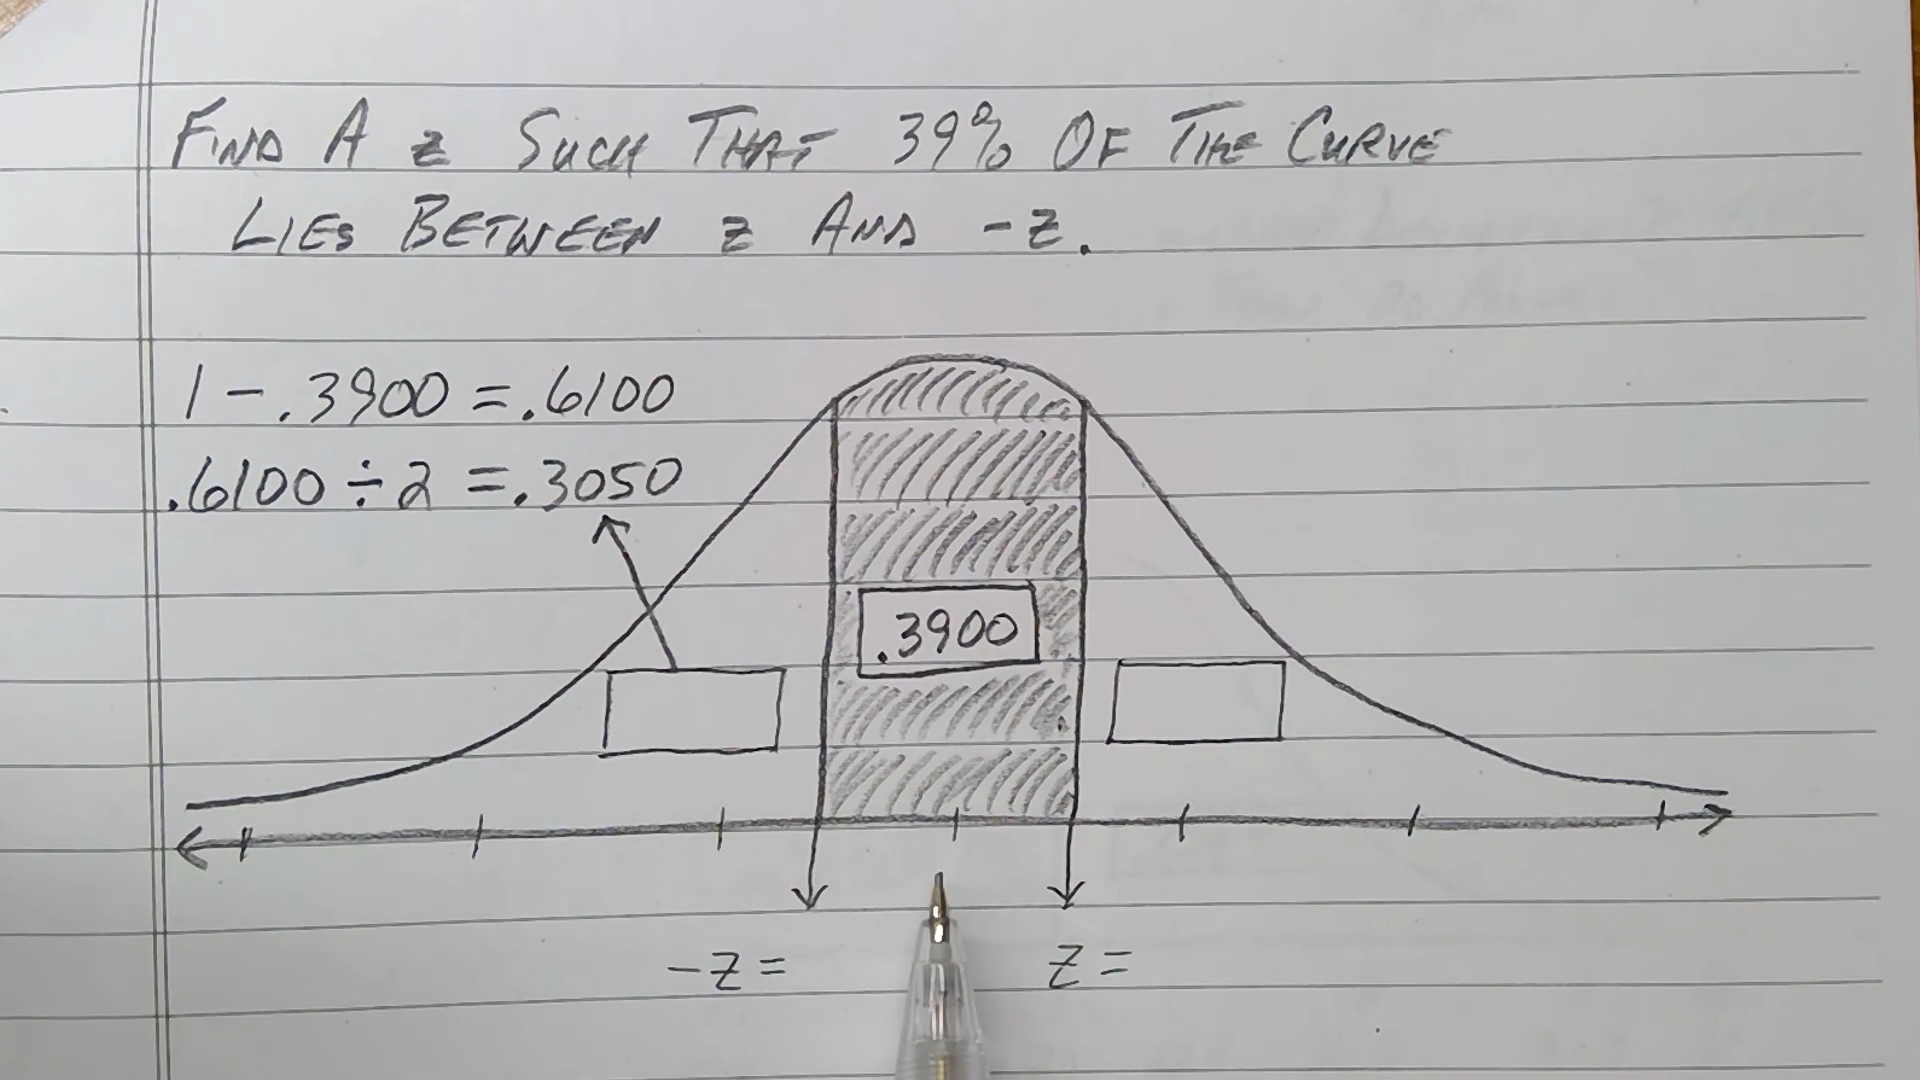 FIND A z SUCH THAT 39% OF THE CURVE
LIES BETWEEN z AND -z.
1 - .3900 = .6100
.6100 ÷ 2 = .3050
.3900
-z =
z =